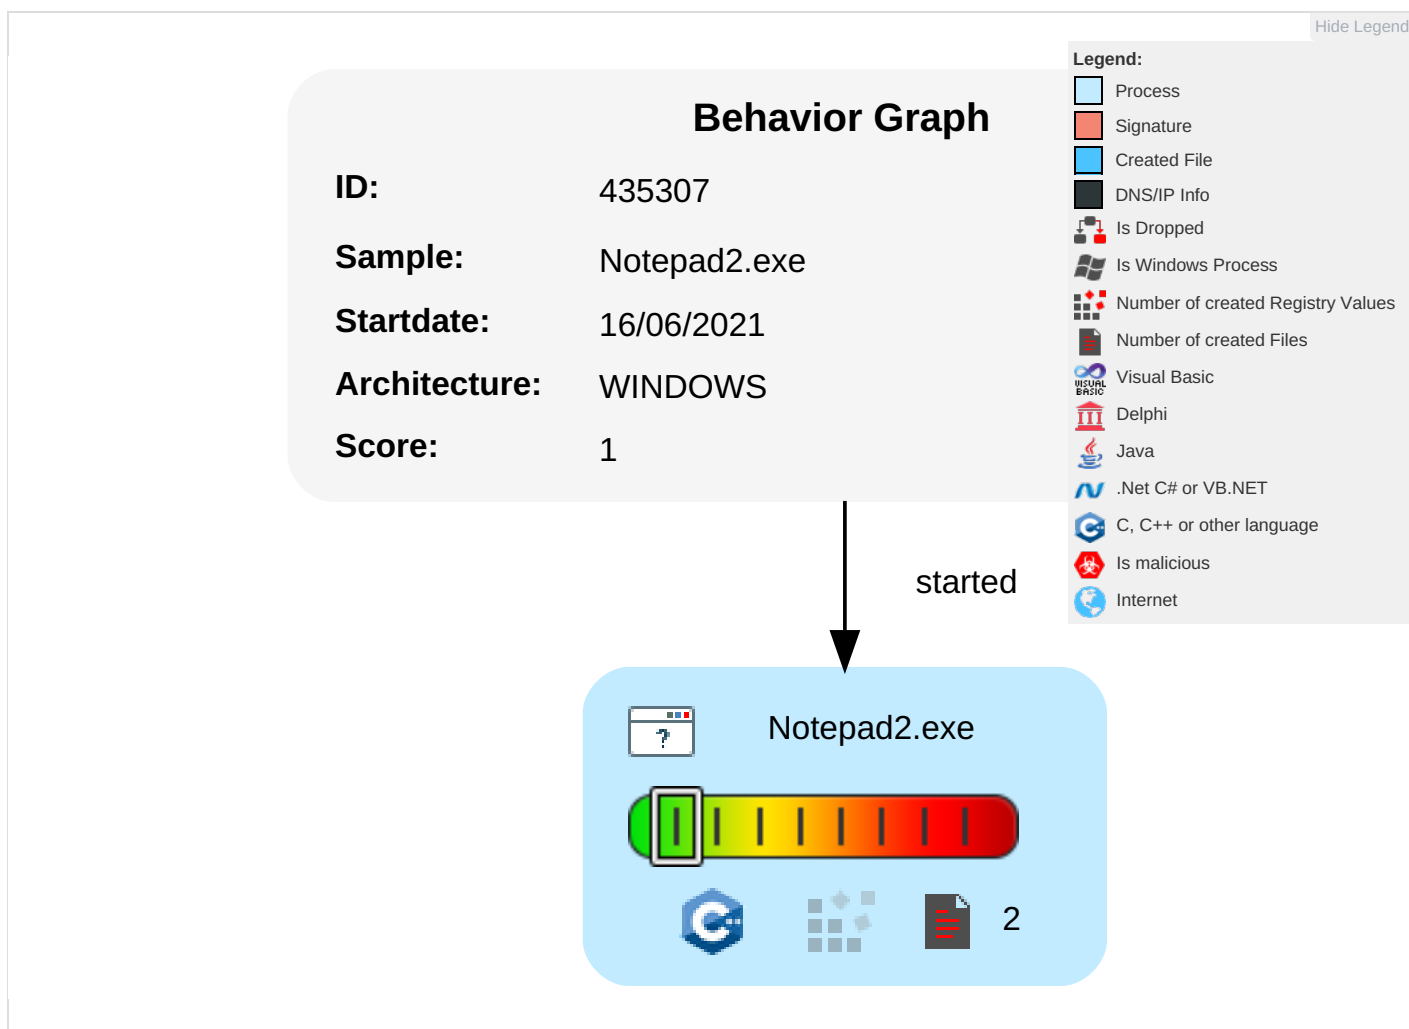 Hide Legend
Legend:
Process
Signature
Created File
DNS/IP Info
Is Dropped
Is Windows Process
Number of created Registry Values
Number of created Files
VISUAL
BASIC
Visual Basic
Delphi
Java
.Net C# or VB.NET
C, C++ or other language
Is malicious
Internet
Behavior Graph
ID: 435307
Sample: Notepad2.exe
Startdate: 16/06/2021
Architecture: WINDOWS
Score: 1
started
?
Notepad2.exe
2